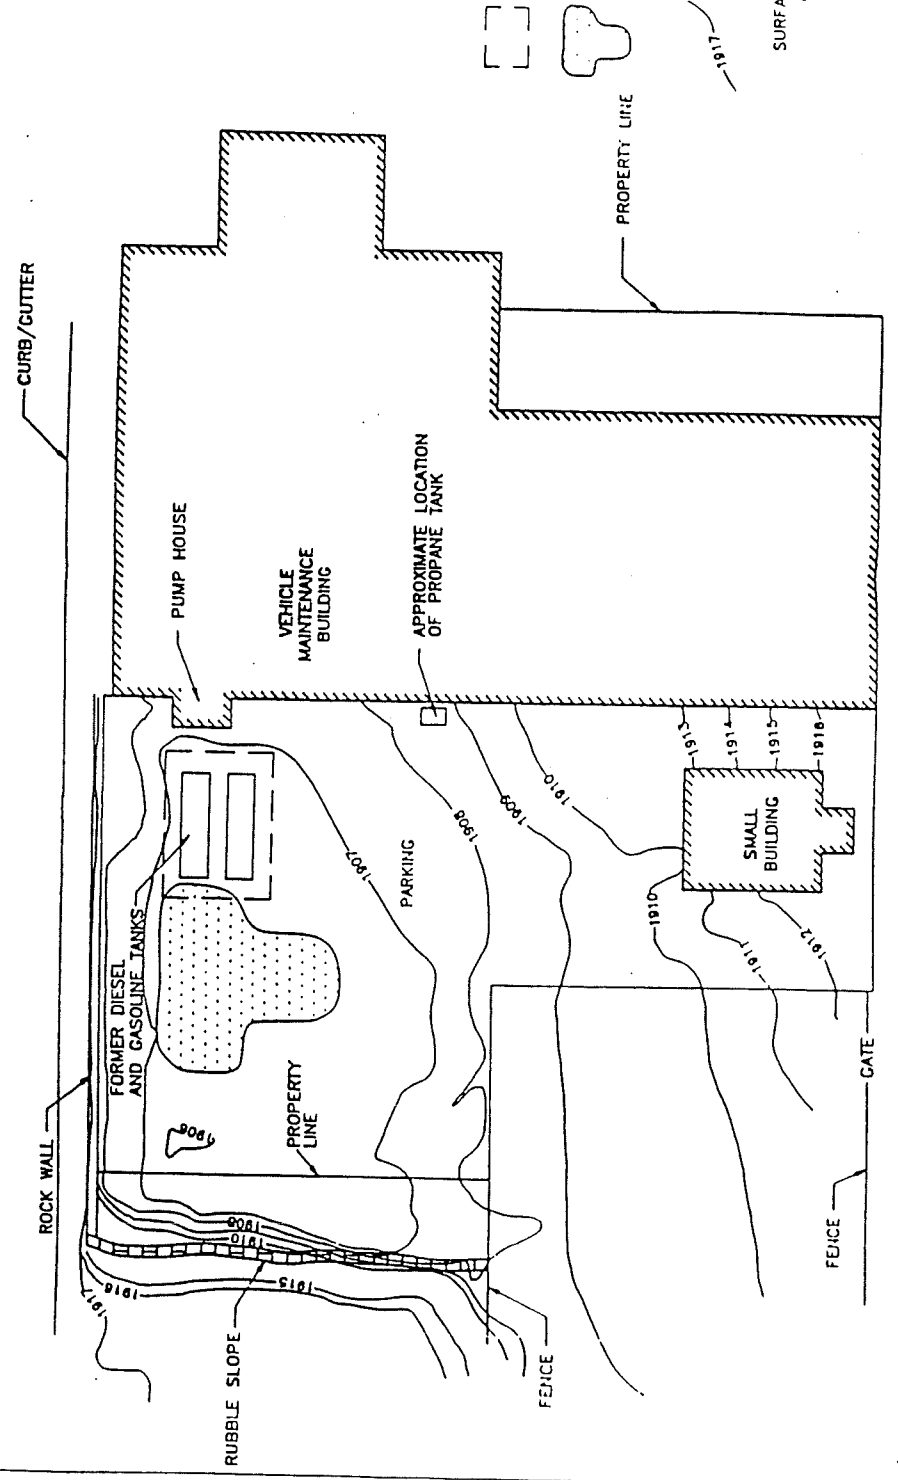 CURB/GUTTER
PROPERTY LINE
1917
SURFA
PUMP HOUSE
VEHICLE
MAINTENANCE
BUILDING
APPROXIMATE LOCATION
OF PROPANE TANK
FORMER DIESEL
AND GASOLINE TANKS
1907
PARKING
1908
1909
1910
1913
1914
1915
1916
SMALL
BUILDING
1910
1911
1912
ROCK WALL
1906
PROPERTY
LINE
1908
1910
1915
1916
1917
RUBBLE SLOPE
FENCE
FENCE
GATE